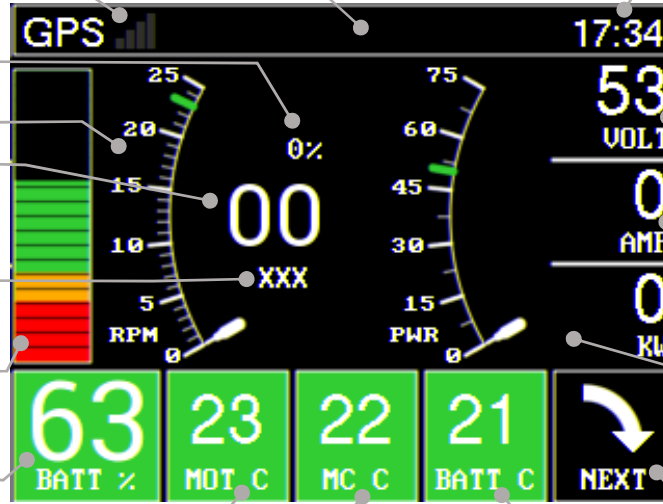 GPS 17:34
25 75 53
VOLT
20 60
0%
15 45 00 0
10 30 AMP
XXX
5 15 0
RPM PWR KW
0 0
63 23 22 21
BATT % MOT C MC C BATT C NEXT